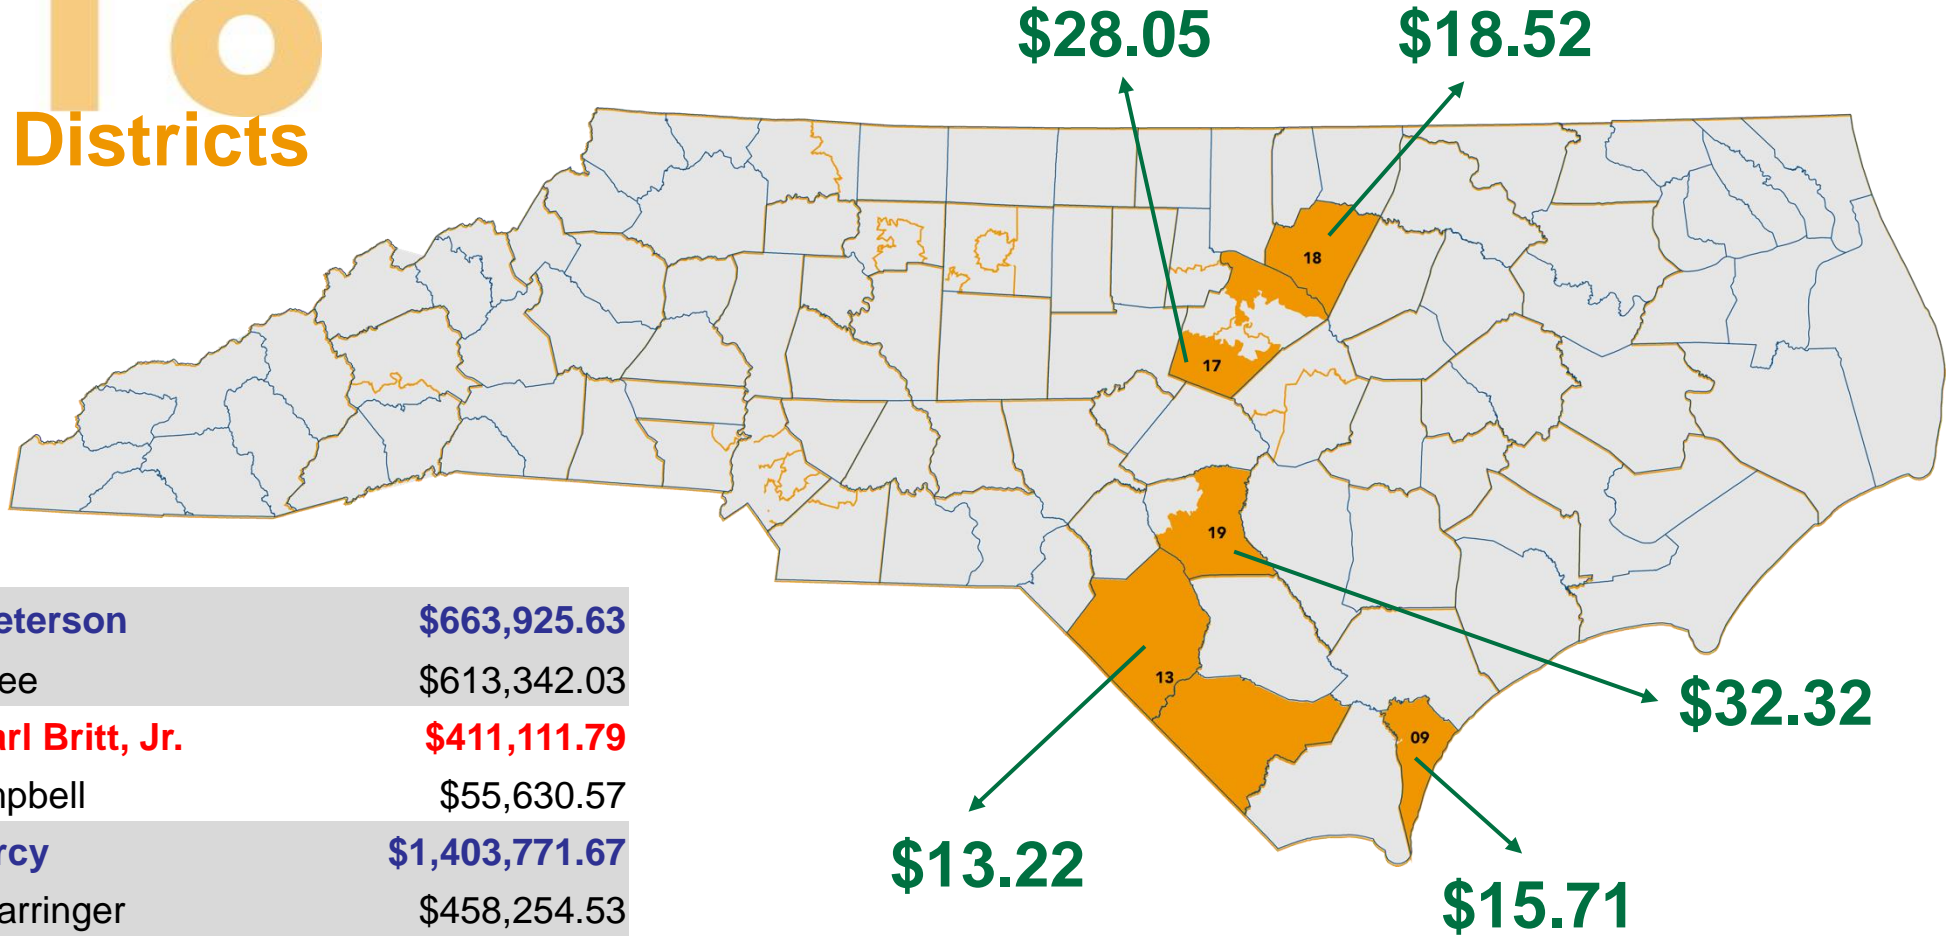 Districts
$28.05
$18.52
18
17
19
13
09
$32.32
$13.22
$15.71
eterson $663,925.63
ee $613,342.03
arl Britt, Jr. $411,111.79
npbell $55,630.57
rcy $1,403,771.67
arringer $458,254.53